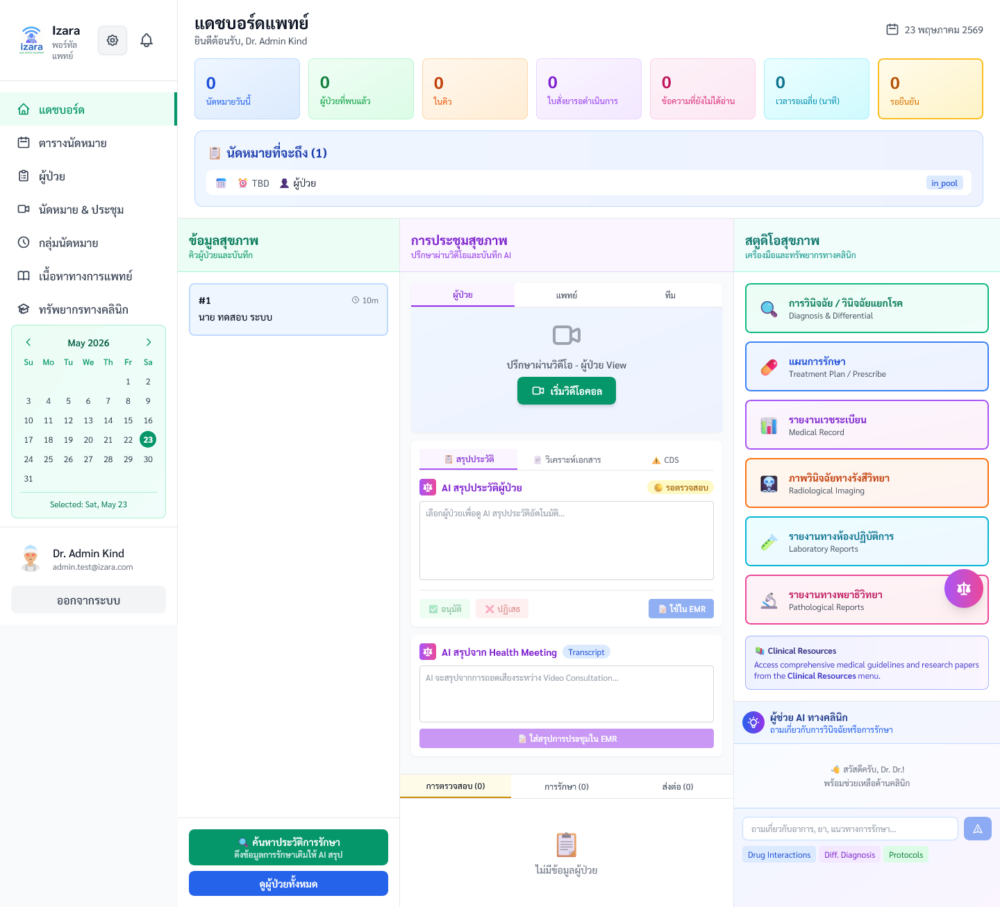 izara
Izara
พอร์ทัล
แพทย์
แดชบอร์ด
ตารางนัดหมาย
ผู้ป่วย
นัดหมาย & ประชุม
กลุ่มนัดหมาย
เนื้อหาทางการแพทย์
ทรัพยากรทางคลินิก
May 2026
Su Mo Tu We Th Fr Sa
1 2
3 4 5 6 7 8 9
10 11 12 13 14 15 16
17 18 19 20 21 22 23
24 25 26 27 28 29 30
31
Selected: Sat, May 23
Dr. Admin Kind
admin.test@izara.com
ออกจากระบบ
แดชบอร์ดแพทย์
ยินดีต้อนรับ, Dr. Admin Kind
23 พฤษภาคม 2569
0
นัดหมายวันนี้
0
ผู้ป่วยที่พบแล้ว
0
ในคิว
0
ใบสั่งยารอดำเนินการ
0
ข้อความที่ยังไม่ได้อ่าน
0
เวลารอเฉลี่ย (นาที)
0
รอยืนยัน
นัดหมายที่จะถึง (1)
TBD ผู้ป่วย
in_pool
ข้อมูลสุขภาพ
คิวผู้ป่วยและบันทึก
#1
10m
นาย ทดสอบ ระบบ
ค้นหาประวัติการรักษา
ดึงข้อมูลการรักษาเดิมให้ AI สรุป
ดูผู้ป่วยทั้งหมด
การประชุมสุขภาพ
ปรึกษาผ่านวิดีโอและบันทึก AI
ผู้ป่วย แพทย์ ทีม
ปรึกษาผ่านวิดีโอ - ผู้ป่วย View
เริ่มวิดีโอคอล
สรุปประวัติ วิเคราะห์เอกสาร CDS
AI สรุปประวัติผู้ป่วย
รอตรวจสอบ
เลือกผู้ป่วยเพื่อดู AI สรุปประวัติอัตโนมัติ...
อนุมัติ ปฏิเสธ ใช้ใน EMR
AI สรุปจาก Health Meeting Transcript
AI จะสรุปจากการถอดเสียงระหว่าง Video Consultation...
ใส่สรุปการประชุมใน EMR
การตรวจสอบ (0) การรักษา (0) ส่งต่อ (0)
ไม่มีข้อมูลผู้ป่วย
สตูดิโอสุขภาพ
เครื่องมือและทรัพยากรทางคลินิก
การวินิจฉัย / วินิจฉัยแยกโรค
Diagnosis & Differential
แผนการรักษา
Treatment Plan / Prescribe
รายงานเวชระเบียน
Medical Record
ภาพวินิจฉัยทางรังสีวิทยา
Radiological Imaging
รายงานทางห้องปฏิบัติการ
Laboratory Reports
รายงานทางพยาธิวิทยา
Pathological Reports
Clinical Resources
Access comprehensive medical guidelines and research papers
from the Clinical Resources menu.
ผู้ช่วย AI ทางคลินิก
ถามเกี่ยวกับการวินิจฉัยหรือการรักษา
สวัสดีครับ, Dr. Dr.!
พร้อมช่วยเหลือด้านคลินิก
ถามเกี่ยวกับอาการ, ยา, แนวทางการรักษา...
Drug Interactions Diff. Diagnosis Protocols